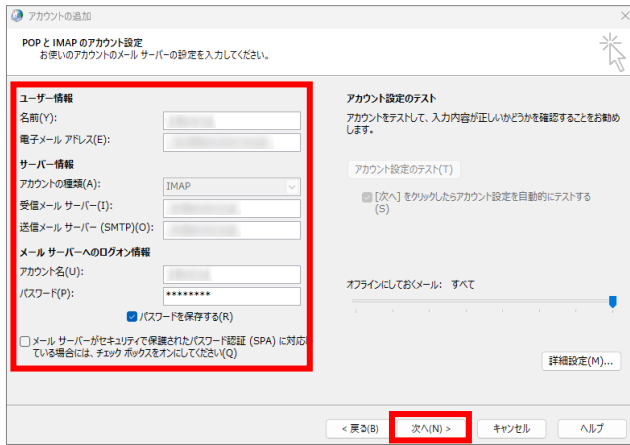 アカウントの追加
POP と IMAP のアカウント設定
お使いのアカウントのメール サーバーの設定を入力してください。
ユーザー情報
名前(Y):
電子メール アドレス(E):
サーバー情報
アカウントの種類(A):
IMAP
受信メール サーバー(I):
送信メール サーバー (SMTP)(O):
メール サーバーへのログオン情報
アカウント名(U):
パスワード(P):
********
パスワードを保存する(R)
メール サーバーがセキュリティで保護されたパスワード認証 (SPA) に対応
ている場合には、チェック ボックスをオンにしてください(Q)
アカウント設定のテスト
アカウントをテストして、入力内容が正しいかどうかを確認することをお勧め
します。
アカウント設定のテスト(T)
[次へ] をクリックしたらアカウント設定を自動的にテストする
(S)
オフラインにしておくメール: すべて
詳細設定(M)...
< 戻る(B)
次へ(N) >
キャンセル
ヘルプ